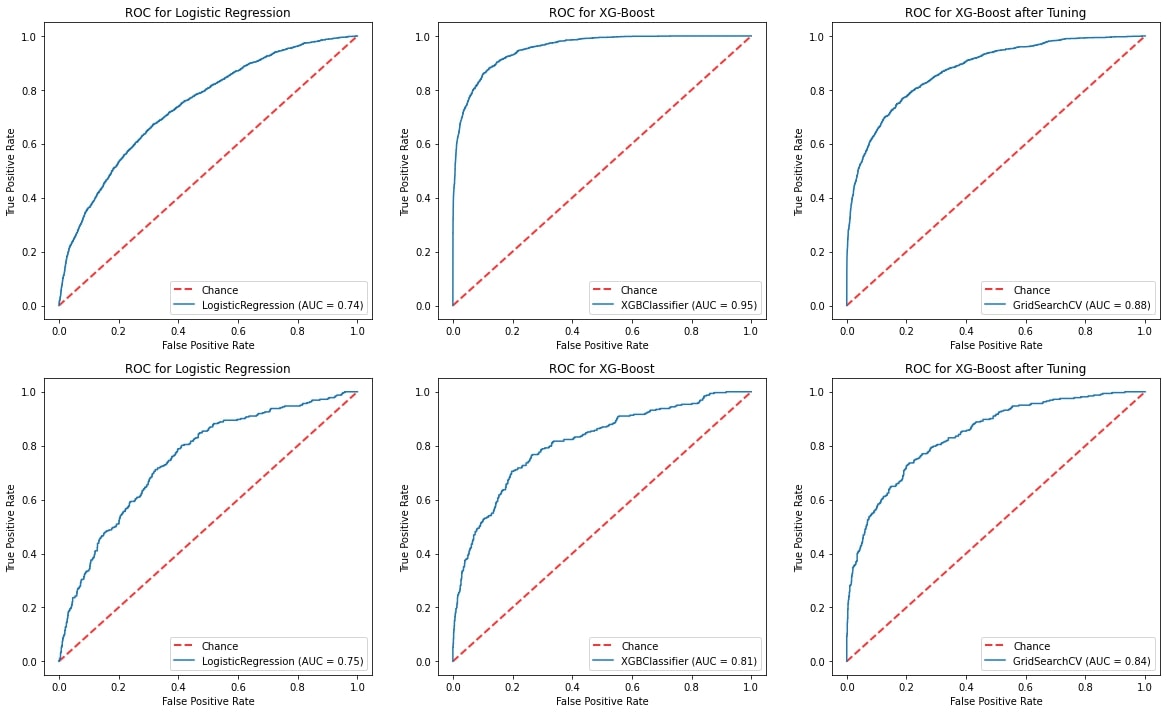 ROC for Logistic Regression
True Positive Rate
1.0
0.8
0.6
0.4
0.2
0.0
Chance
LogisticRegression (AUC = 0.74)
0.0 0.2 0.4 0.6 0.8 1.0
False Positive Rate
ROC for XG-Boost
True Positive Rate
1.0
0.8
0.6
0.4
0.2
0.0
Chance
XGBClassifier (AUC = 0.95)
0.0 0.2 0.4 0.6 0.8 1.0
False Positive Rate
ROC for XG-Boost after Tuning
True Positive Rate
1.0
0.8
0.6
0.4
0.2
0.0
Chance
GridSearchCV (AUC = 0.88)
0.0 0.2 0.4 0.6 0.8 1.0
False Positive Rate
ROC for Logistic Regression
True Positive Rate
1.0
0.8
0.6
0.4
0.2
0.0
Chance
LogisticRegression (AUC = 0.75)
0.0 0.2 0.4 0.6 0.8 1.0
False Positive Rate
ROC for XG-Boost
True Positive Rate
1.0
0.8
0.6
0.4
0.2
0.0
Chance
XGBClassifier (AUC = 0.81)
0.0 0.2 0.4 0.6 0.8 1.0
False Positive Rate
ROC for XG-Boost after Tuning
True Positive Rate
1.0
0.8
0.6
0.4
0.2
0.0
Chance
GridSearchCV (AUC = 0.84)
0.0 0.2 0.4 0.6 0.8 1.0
False Positive Rate